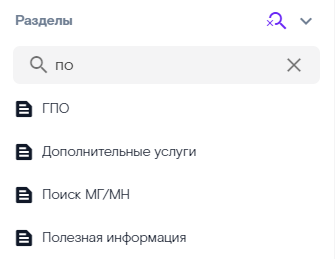 Разделы
по
ГПО
Дополнительные услуги
Поиск МГ/МН
Полезная информация